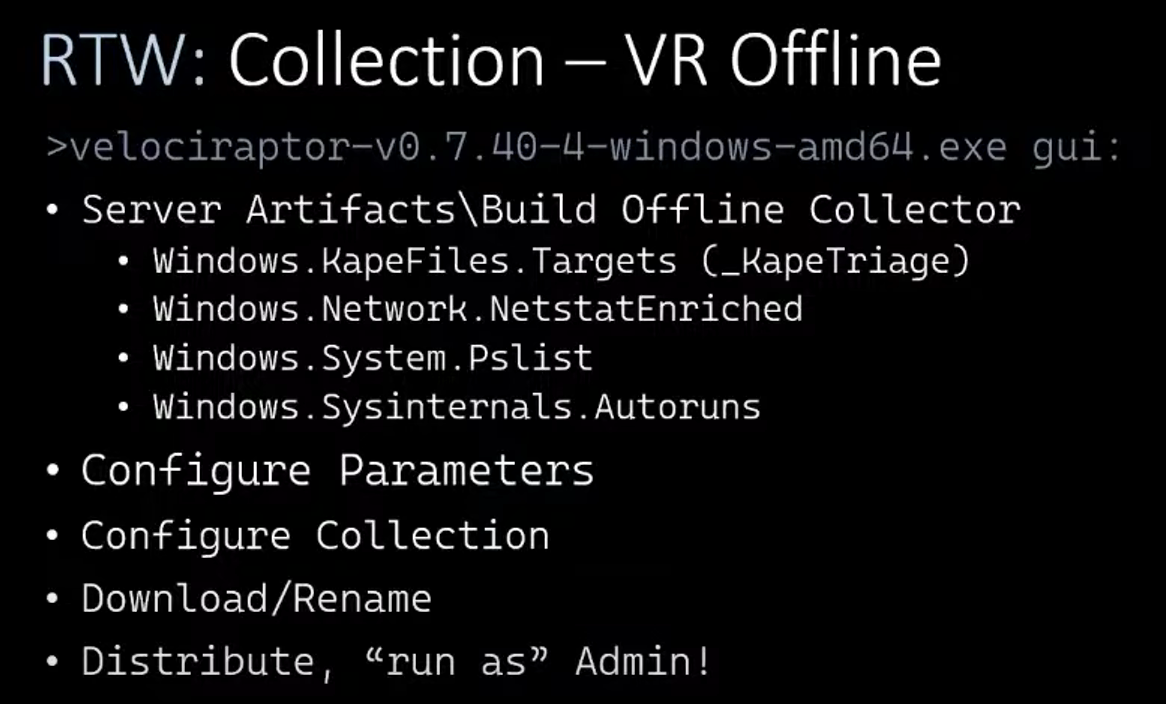 RTW: Collection – VR Offline
>velociraptor-v0.7.40-4-windows-amd64.exe gui:
• Server Artifacts\Build Offline Collector
• Windows.KapeFiles.Targets (_KapeTriage)
• Windows.Network.NetstatEnriched
• Windows.System.Pslist
• Windows.Sysinternals.Autoruns
• Configure Parameters
• Configure Collection
• Download/Rename
• Distribute, “run as” Admin!